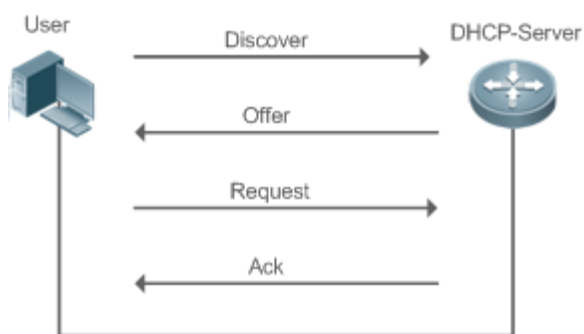 User
DHCP-Server
Discover
Offer
Request
Ack